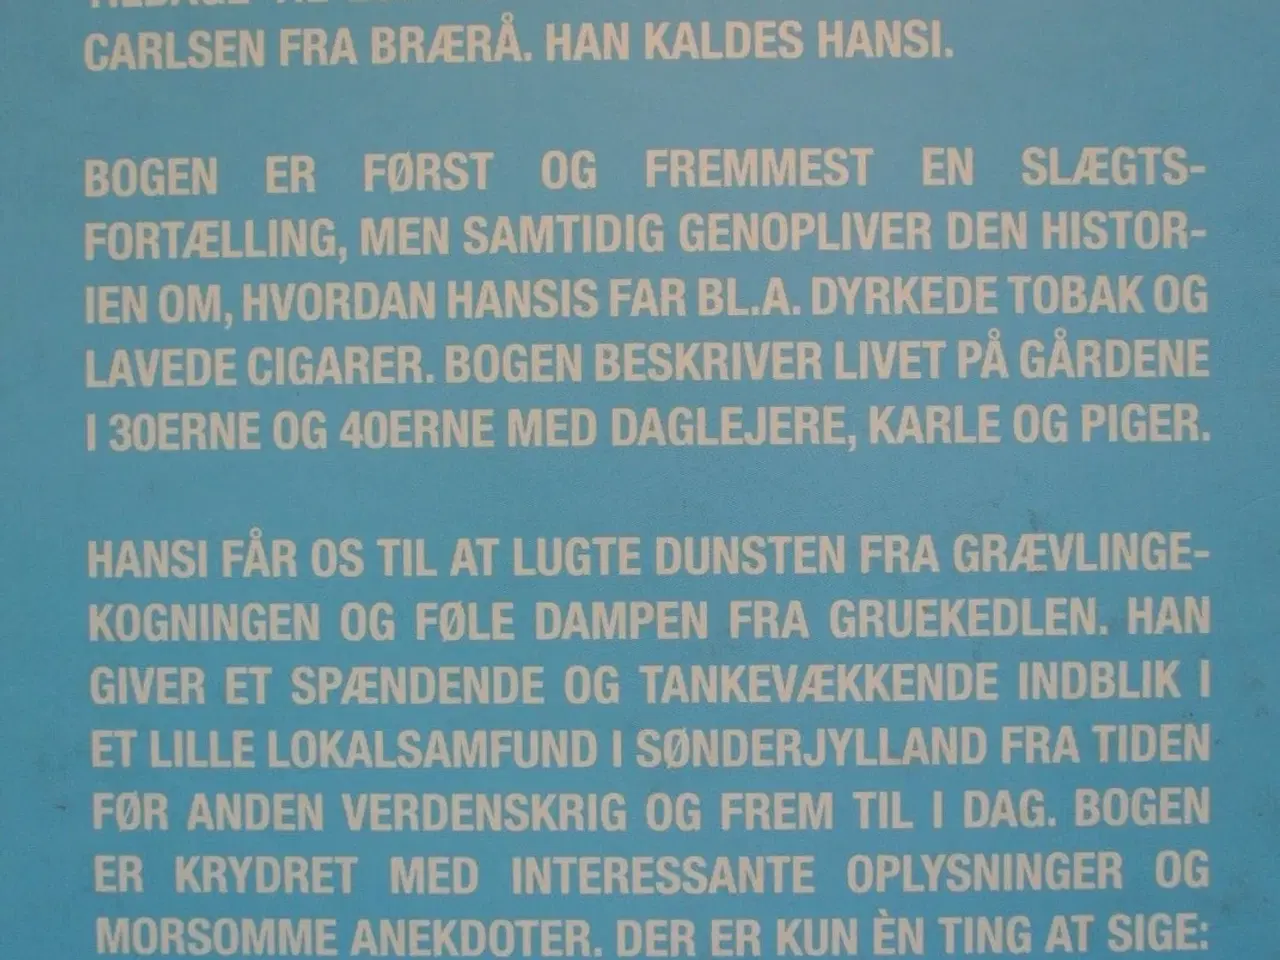 CARLSEN FRA BRÆRÅ. HAN KALDES HANSI.
BOGEN ER FØRST OG FREMMEST EN SLÆGTS-
FORTÆLLING, MEN SAMTIDIG GENOPLIVER DEN HISTOR-
IEN OM, HVORDAN HANSIS FAR BL.A. DYRKEDE TOBAK OG
LAVEDE CIGARER. BOGEN BESKRIVER LIVET PÅ GÅRDENE
I 30ERNE OG 40ERNE MED DAGLEJERE, KARLE OG PIGER.
HANSI FÅR OS TIL AT LUGTE DUNSTEN FRA GRÆVLINGE-
KOGNINGEN OG FØLE DAMPEN FRA GRUEKEDLEN. HAN
GIVER ET SPÆNDENDE OG TANKEVÆKKENDE INDBLIK I
ET LILLE LOKALSAMFUND I SØNDERJYLLAND FRA TIDEN
FØR ANDEN VERDENSKRIG OG FREM TIL I DAG. BOGEN
ER KRYDRET MED INTERESSANTE OPLYSNINGER OG
MORSOMME ANEKDOTER. DER ER KUN ÈN TING AT SIGE: